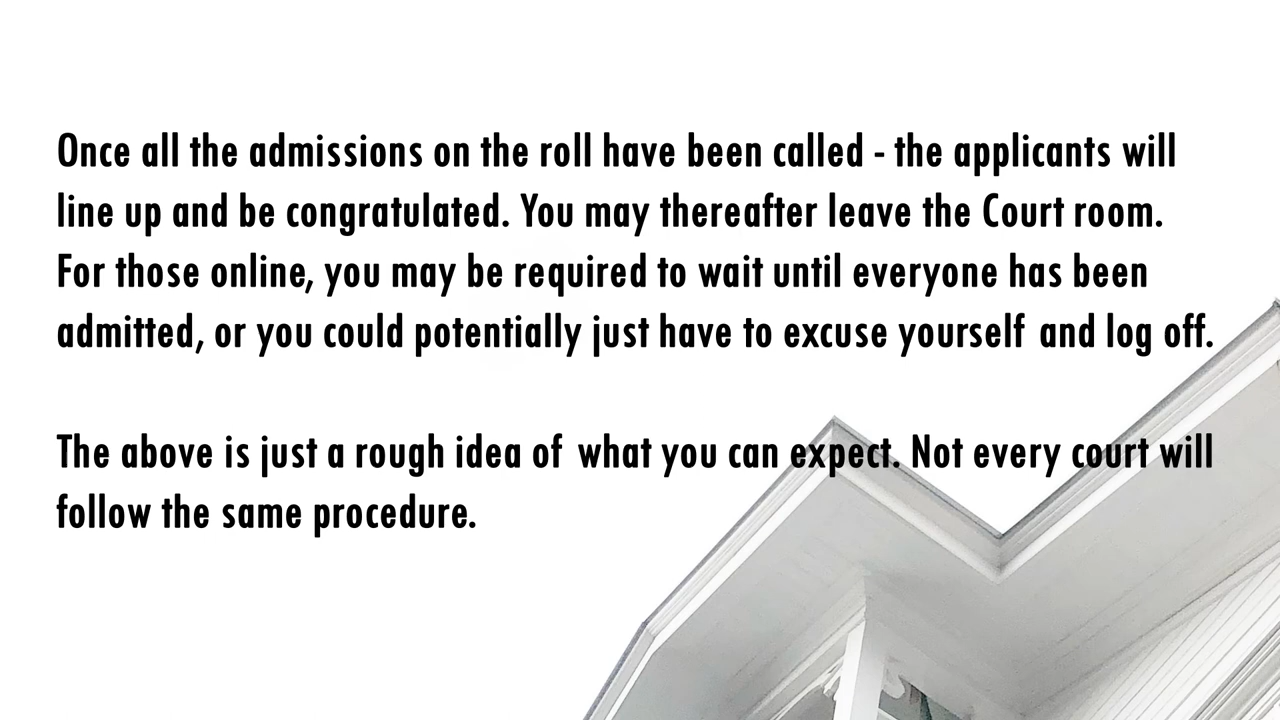 Once all the admissions on the roll have been called - the applicants will
line up and be congratulated. You may thereafter leave the Court room.
For those online, you may be required to wait until everyone has been
admitted, or you could potentially just have to excuse yourself and log off.
The above is just a rough idea of what you can expect. Not every court will
follow the same procedure.